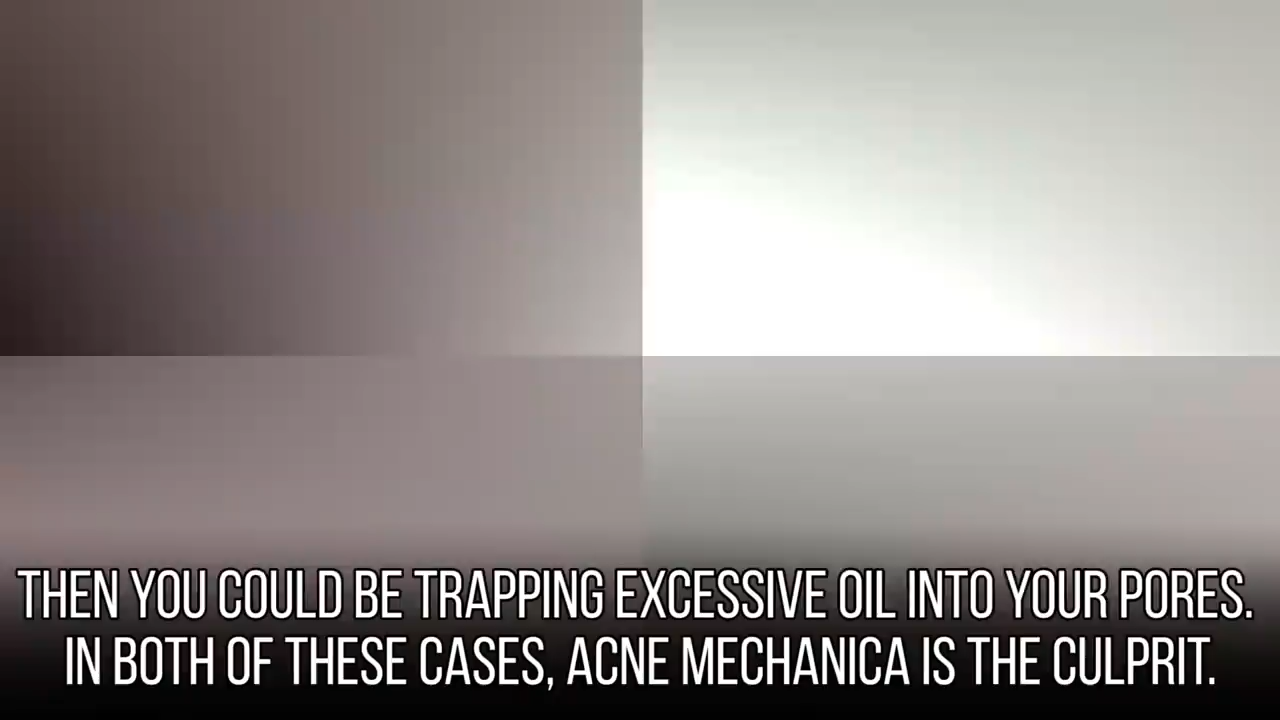 THEN YOU COULD BE TRAPPING EXCESSIVE OIL INTO YOUR PORES.
IN BOTH OF THESE CASES, ACNE MECHANICA IS THE CULPRIT.